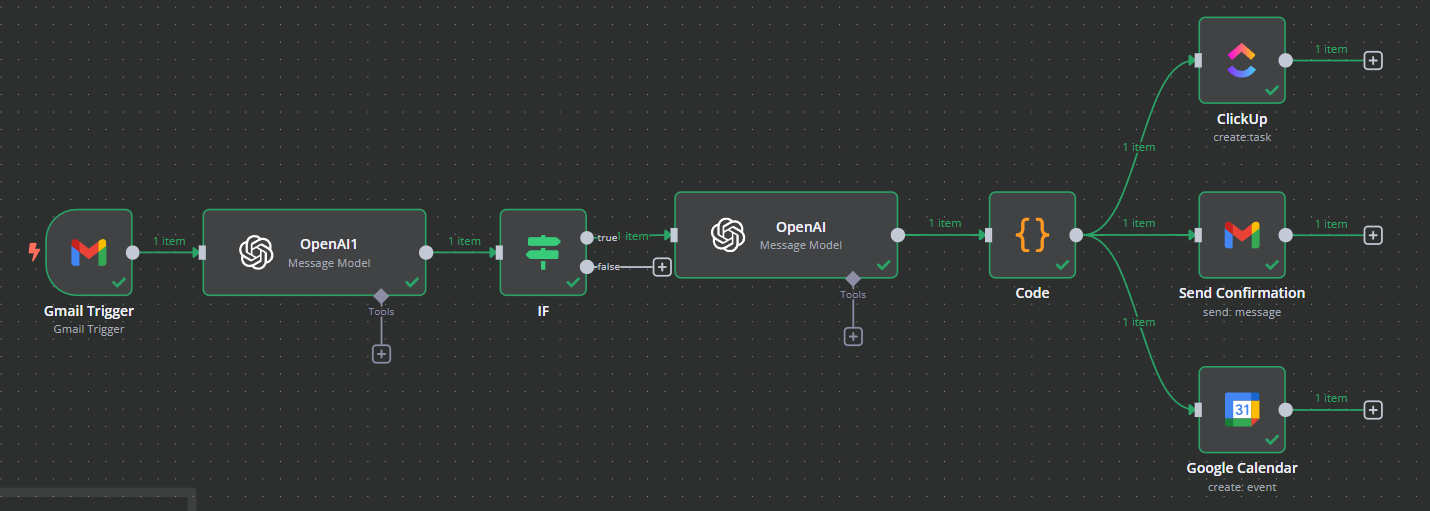 1 item
ClickUp
create:task
1 item
Gmail Trigger
Gmail Trigger
1 item
OpenAI1
Message Model
Tools
1 item
IF
true
1 item
false
OpenAI
Message Model
Tools
1 item
{}
Code
1 item
1 item
Send Confirmation
send: message
1 item
31
Google Calendar
create: event
1 item